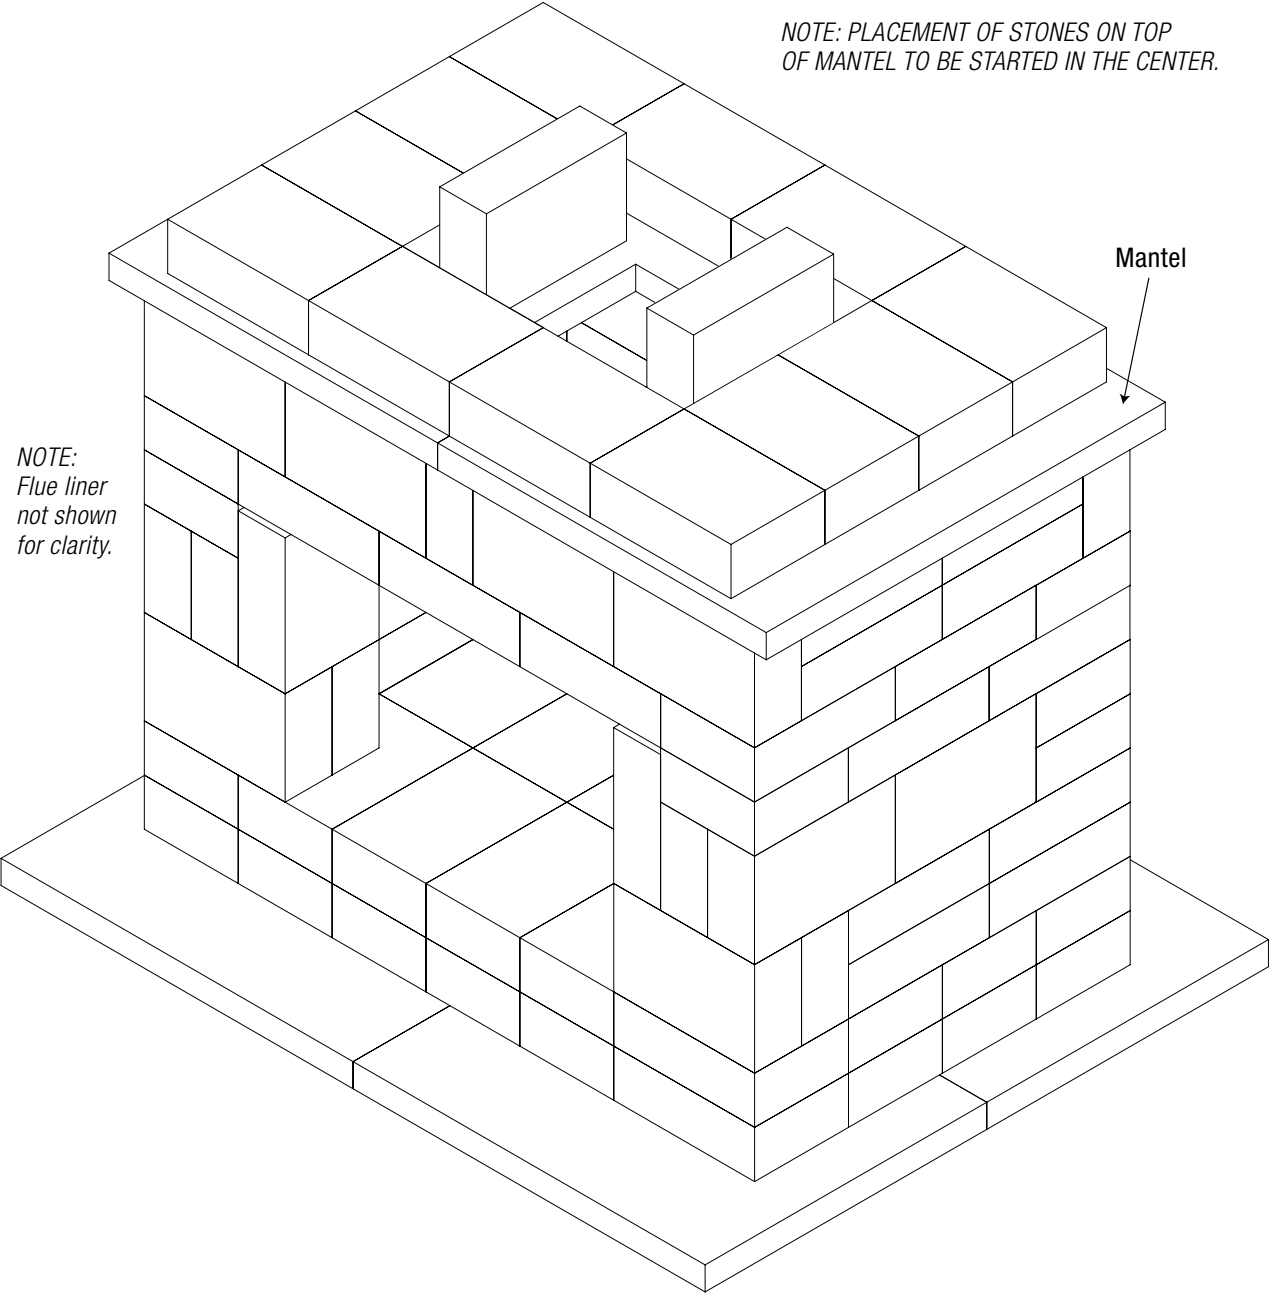 NOTE: PLACEMENT OF STONES ON TOP
OF MANTEL TO BE STARTED IN THE CENTER.
Mantel
NOTE:
Flue liner
not shown
for clarity.